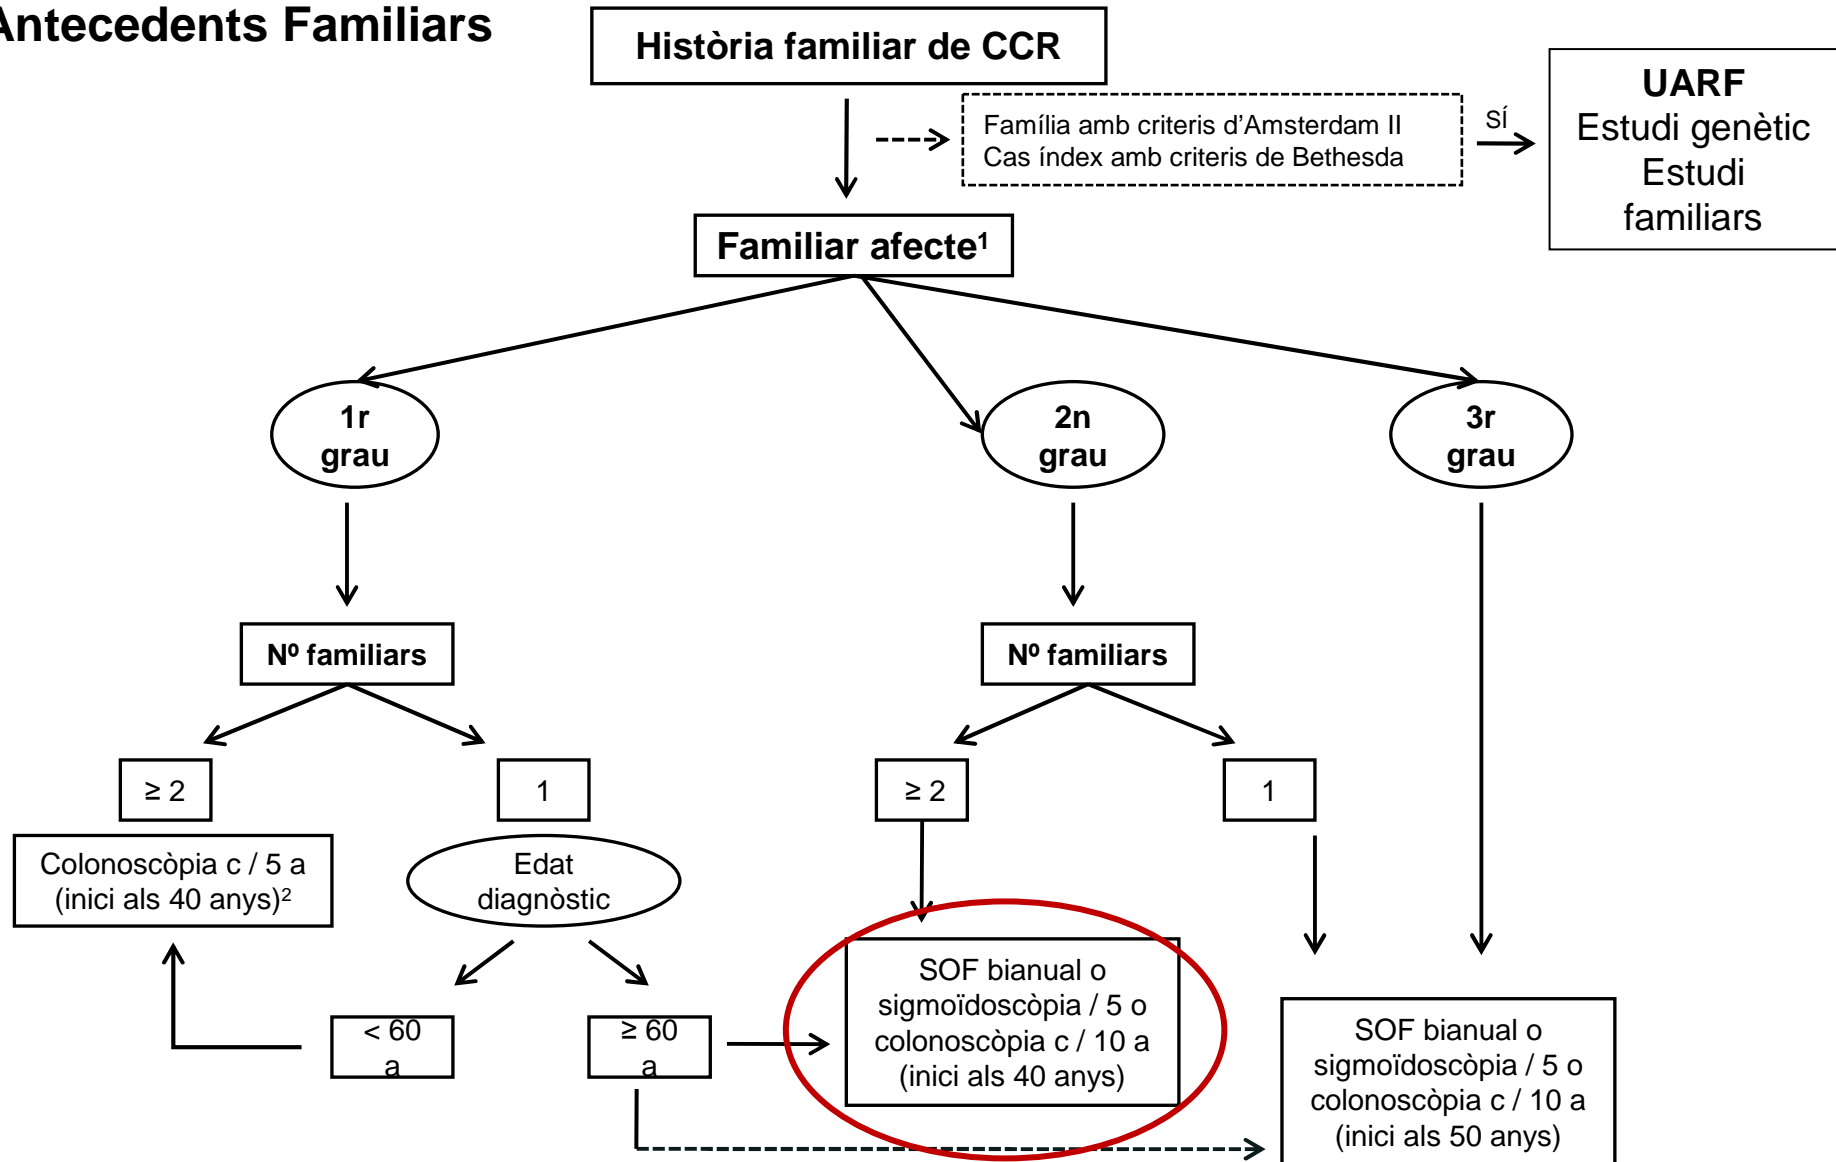 Antecedents Familiars
Història familiar de CCR
Família amb criteris d'Amsterdam II
Cas índex amb criteris de Bethesda
SÍ
UARF
Estudi genètic
Estudi
familiars
Familiar afecte¹
1r
grau
2n
grau
3r
grau
Nº familiars
Nº familiars
≥ 2
1
≥ 2
1
Colonoscòpia c / 5 a
(inici als 40 anys)²
Edat
diagnòstic
< 60
a
≥ 60
a
SOF bianual o
sigmoïdoscòpia / 5 o
colonoscòpia c / 10 a
(inici als 40 anys)
SOF bianual o
sigmoïdoscòpia / 5 o
colonoscòpia c / 10 a
(inici als 50 anys)